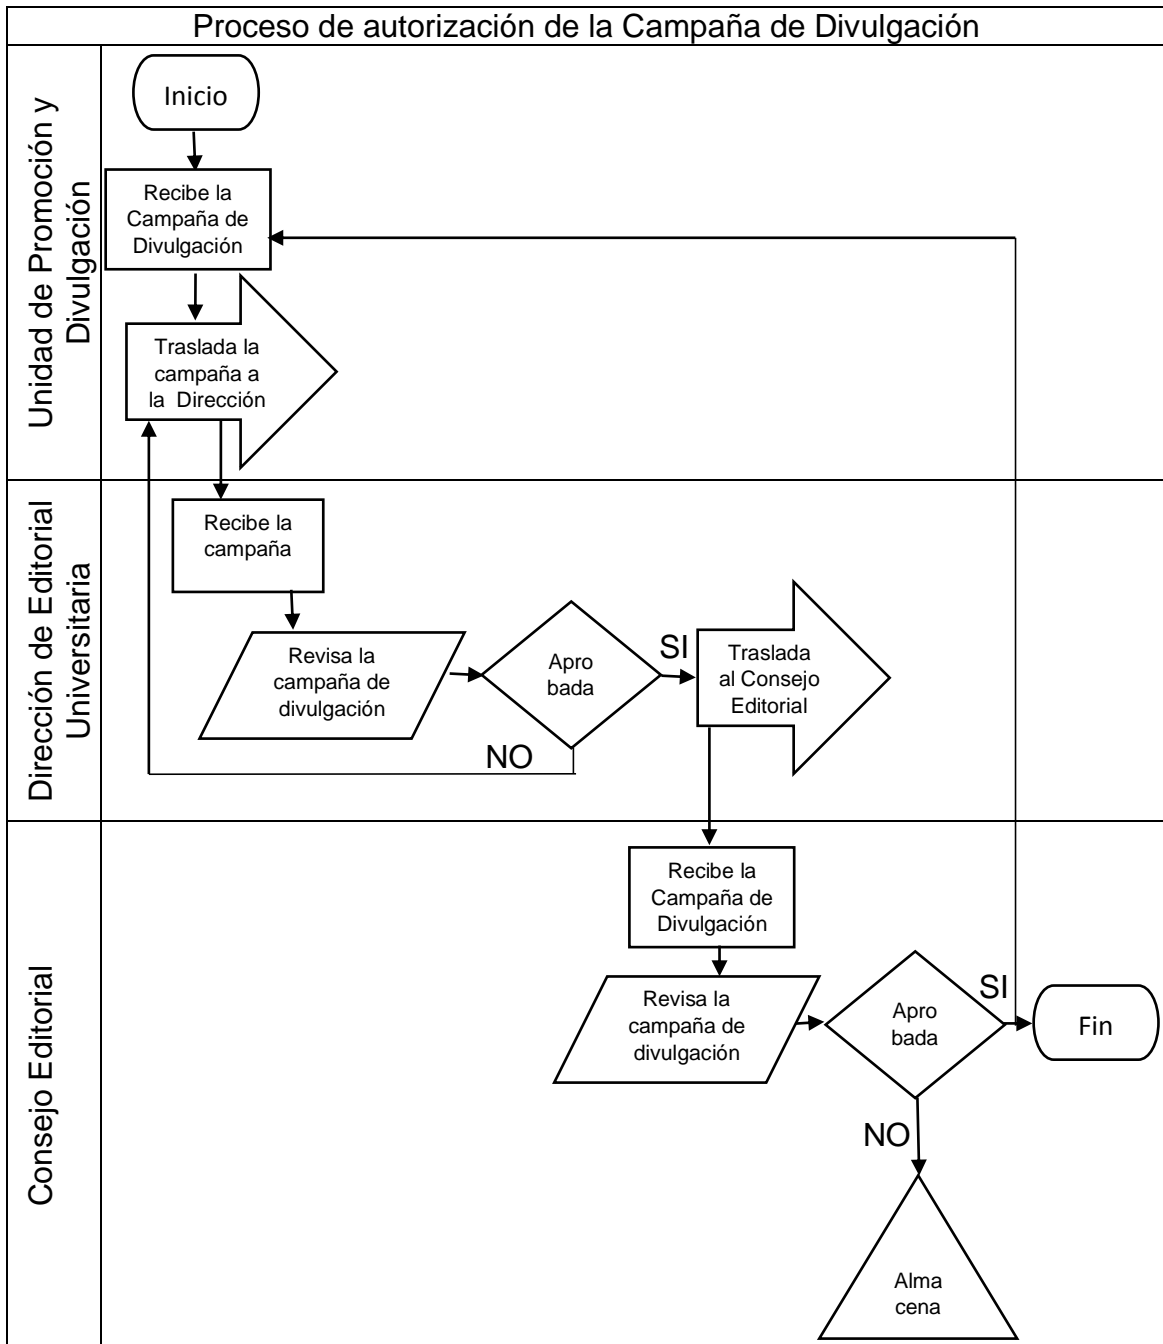 Proceso de autorización de la Campaña de Divulgación
Unidad de Promoción y
Divulgación
Inicio
Recibe la
Campaña de
Divulgación
Traslada la
campaña a
la Dirección
Dirección de Editorial
Universitaria
Recibe la
campaña
Revisa la
campaña de
divulgación
Apro
bada
SI
NO
Traslada
al Consejo
Editorial
Consejo Editorial
Recibe la
Campaña de
Divulgación
Revisa la
campaña de
divulgación
Apro
bada
SI
Fin
NO
Alma
cena